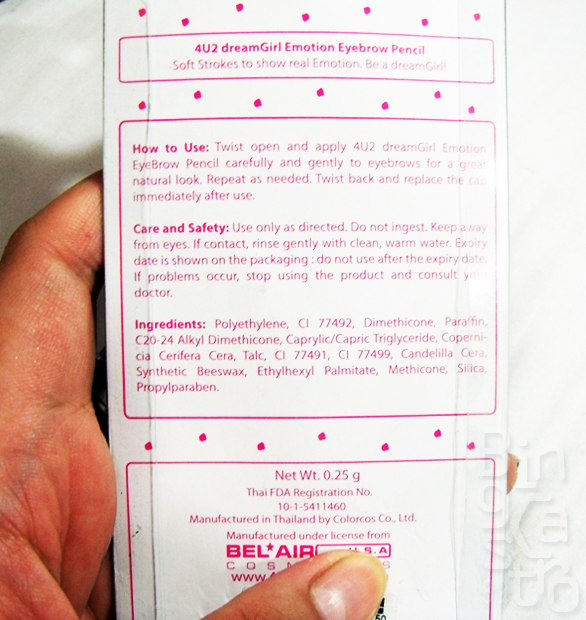 4U2 dreamGirl Emotion Eyebrow Pencil
Soft Strokes to show real Emotion. Be a dreamGirl!
How to Use: Twist open and apply 4U2 dreamGirl Emotion
EyeBrow Pencil carefully and gently to eyebrows for a great
natural look. Repeat as needed. Twist back and replace the cap
immediately after use.
Care and Safety: Use only as directed. Do not ingest. Keep away
from eyes. If contact, rinse gently with clean, warm water. Expiry
date is shown on the packaging : do not use after the expiry date.
If problems occur, stop using the product and consult your
doctor.
Ingredients: Polyethylene, CI 77492, Dimethicone, Paraffin,
C20-24 Alkyl Dimethicone, Caprylic/Capric Triglyceride, Coperni-
cia Cerifera Cera, Talc, CI 77491, CI 77499, Candelilla Cera,
Synthetic Beeswax, Ethylhexyl Palmitate, Methicone, Silica,
Propylparaben.
Net Wt. 0.25 g
Thai FDA Registration No.
10-1-5411460
Manufactured in Thailand by Colorcos Co., Ltd.
Manufactured under license from
BEL★AIR U.S.A
www.4
50
Bingkasto